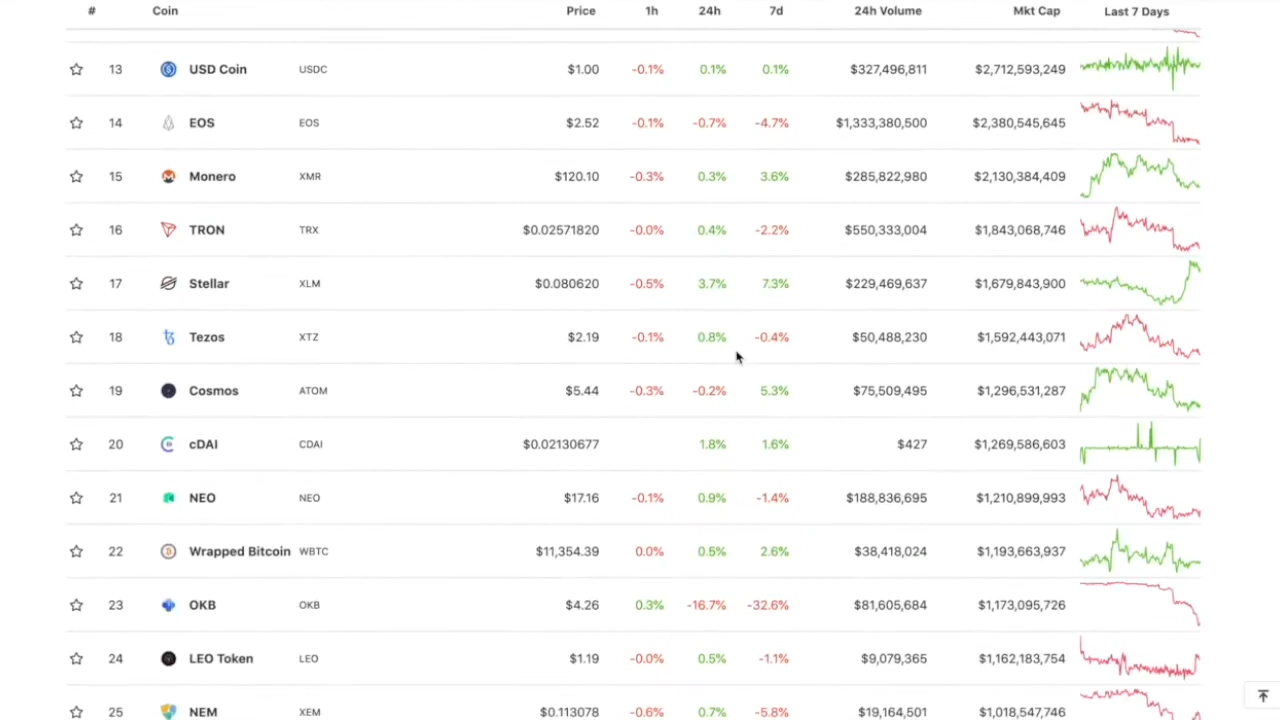 # Coin Price 1h 24h 7d 24h Volume Mkt Cap Last 7 Days
13 USD Coin USDC $1.00 -0.1% 0.1% 0.1% $327,496,811 $2,712,593,249
14 EOS EOS $2.52 -0.1% -0.7% -4.7% $1,333,380,500 $2,380,545,645
15 Monero XMR $120.10 -0.3% 0.3% 3.6% $285,822,980 $2,130,384,409
16 TRON TRX $0.02571820 -0.0% 0.4% -2.2% $550,333,004 $1,843,068,746
17 Stellar XLM $0.080620 -0.5% 3.7% 7.3% $229,469,637 $1,679,843,900
18 Tezos XTZ $2.19 -0.1% 0.8% -0.4% $50,488,230 $1,592,443,071
19 Cosmos ATOM $5.44 -0.3% -0.2% 5.3% $75,509,495 $1,296,531,287
20 cDAI CDAI $0.02130677 1.8% 1.6% $427 $1,269,586,603
21 NEO NEO $17.16 -0.1% 0.9% -1.4% $188,836,695 $1,210,899,993
22 Wrapped Bitcoin WBTC $11,354.39 0.0% 0.5% 2.6% $38,418,024 $1,193,663,937
23 OKB OKB $4.26 0.3% -16.7% -32.6% $81,605,684 $1,173,095,726
24 LEO Token LEO $1.19 -0.0% 0.5% -1.1% $9,079,365 $1,162,183,754
25 NEM XEM $0.113078 -0.6% 0.7% -5.8% $19,164,501 $1,018,547,746